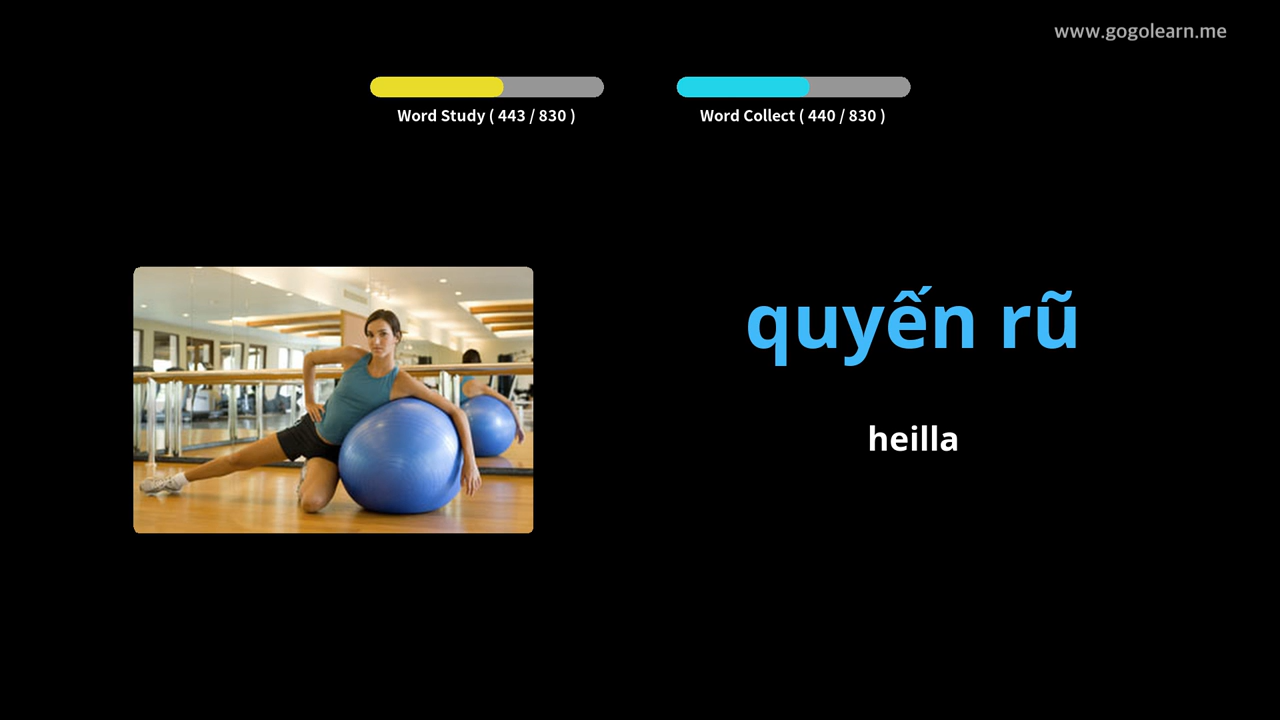 www.gogolearn.me
Word Study ( 443 / 830 )
Word Collect ( 440 / 830 )
quyến rũ
heilla